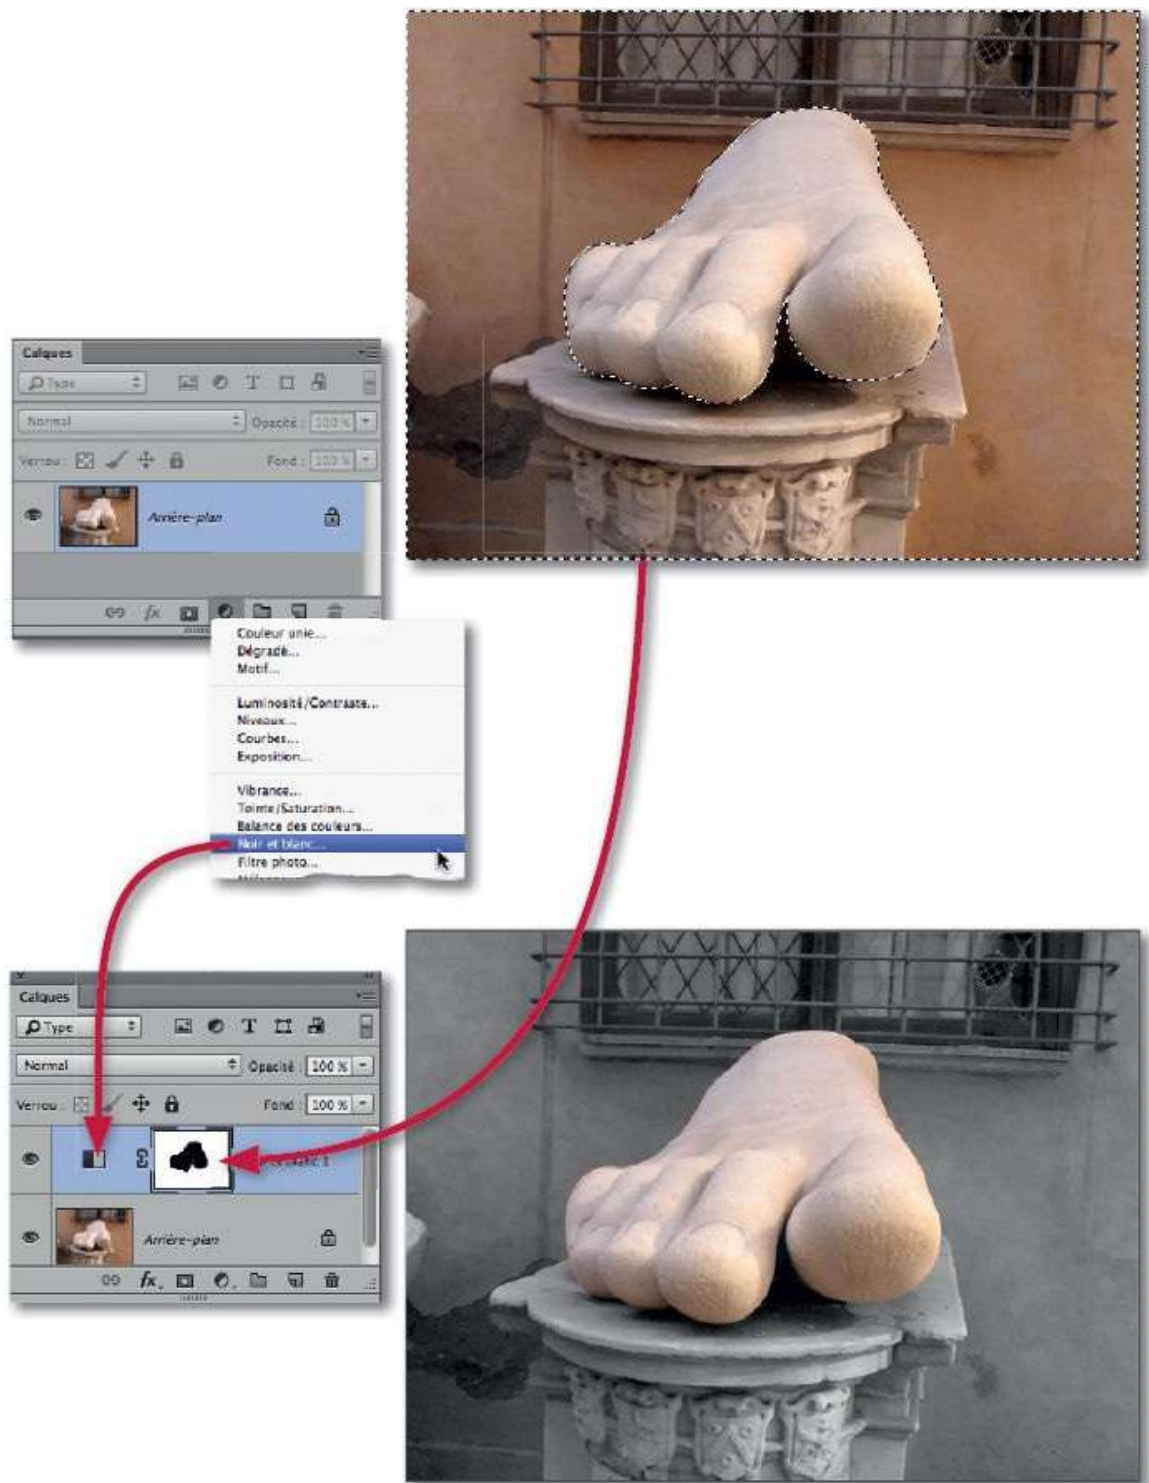 Calques
Type
Normal
Opacité : 100 %
Verrou :
Fond : 100 %
Arrière-plan
fx
Couleur unie...
Dégradé...
Motif...
Luminosité/Contraste...
Niveaux...
Courbes...
Exposition...
Vibrance...
Teinte/Saturation...
Balance des couleurs...
Noir et blanc...
Filtre photo...
Calques
Type
Normal
Opacité : 100 %
Verrou :
Fond : 100 %
Arrière-plan
fx